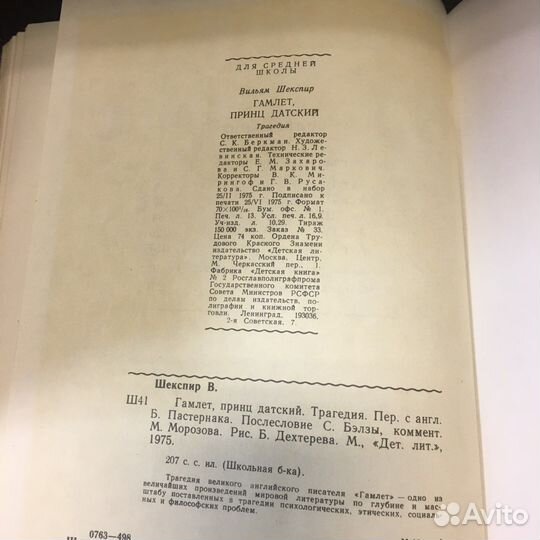 ДЛЯ СРЕДНЕЙ
ШКОЛЫ
Вильям Шекспир
ГАМЛЕТ,
ПРИНЦ ДАТСКИЙ
Трагедия
Ответственный редактор
С. К. Беркман. Художе-
ственный редактор Н. З. Ле-
винская. Технические ре-
дакторы Е. М. Захаро-
ва и С. Г. Маркович.
Корректоры В. К. Ми-
рингоф и Г. В. Руса-
кова. Сдано в набор
25/II 1975 г. Подписано к
печати 25/VI 1975 г. Формат
70×100¹/₁₆. Бум. офс. № 1.
Печ. л. 13. Усл. печ. л. 16,9.
Уч-изд. л. 10,29. Тираж
150 000 экз. Заказ № 33.
Цена 74 коп. Ордена Тру-
дового Красного Знамени
издательство «Детская ли-
тература». Москва. Центр,
М. Черкасский пер., 1.
Фабрика «Детская книга»
№ 2 Росглавполиграфпрома
Государственного комитета
Совета Министров РСФСР
по делам издательств, по-
лиграфии и книжной тор-
говли. Ленинград, 193036,
2-я Советская, 7.
Шекспир В.
Ш41 Гамлет, принц датский. Трагедия. Пер. с англ.
Б. Пастернака. Послесловие С. Бэлзы, коммент.
М. Морозова. Рис. Б. Дехтерева. М., «Дет. лит.»,
1975.
207 с. с. ил. (Школьная б-ка).
Трагедия великого английского писателя «Гамлет» — одно из
величайших произведений мировой литературы по глубине и мас-
штабу поставленных в трагедии психологических, этических, социаль-
ных и философских проблем.
0763—498
Avito